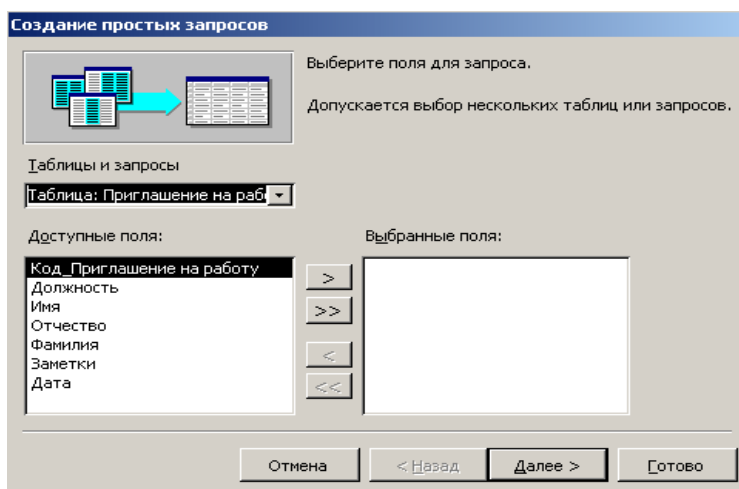 Создание простых запросов
Выберите поля для запроса.
Допускается выбор нескольких таблиц или запросов.
Таблицы и запросы
Таблица: Приглашение на раб
Доступные поля:
Выбранные поля:
Код_Приглашение на работу
Должность
Имя
Отчество
Фамилия
Заметки
Дата
>
>>
<
<<
Отмена
< Назад
Далее >
Готово